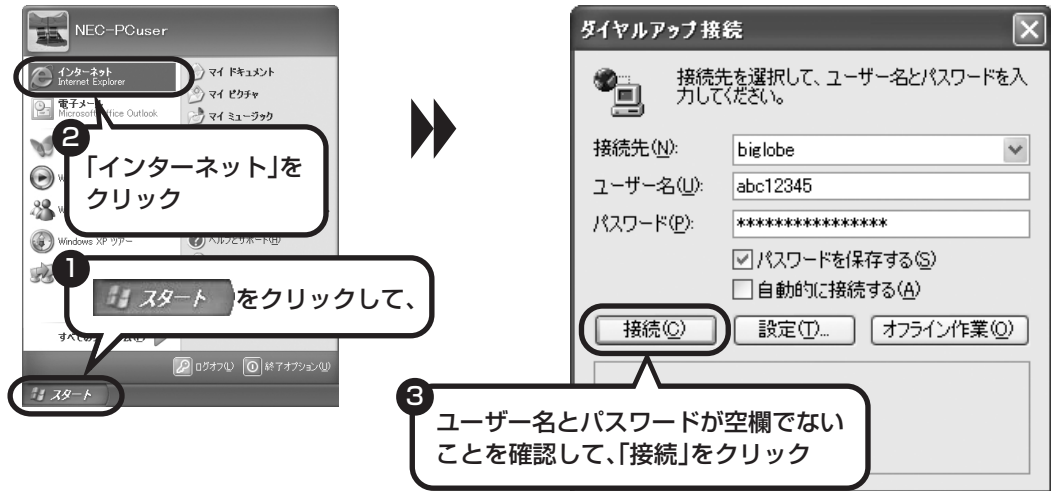 NEC-PCuser
インターネット
Internet Explorer
電子メール
Microsoft Office Outlook
マイ ドキュメント
マイ ピクチャ
マイ ミュージック
2
「インターネット」を
クリック
Windows XP ツアー
ヘルプとサポート(H)
1
スタート をクリックして、
ログオフ(L)
終了オプション(U)
スタート
ダイヤルアップ接続
接続先を選択して、ユーザー名とパスワードを入
力してください。
接続先(N):
biglobe
ユーザー名(U):
abc12345
パスワード(P):
****************
パスワードを保存する(S)
自動的に接続する(A)
接続(C)
設定(T)...
オフライン作業(O)
3
ユーザー名とパスワードが空欄でない
ことを確認して、「接続」をクリック